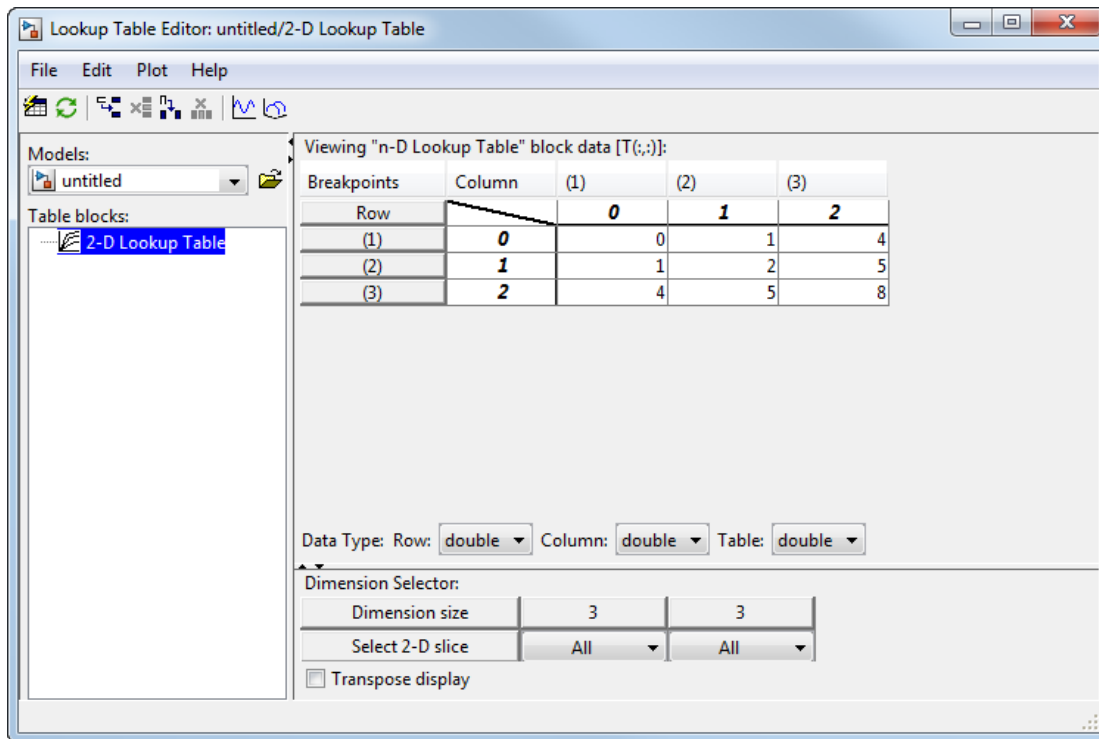 Lookup Table Editor: untitled/2-D Lookup Table
File Edit Plot Help
Models:
untitled
Table blocks:
2-D Lookup Table
Viewing "n-D Lookup Table" block data [T(:,:)]:
Breakpoints Column (1) (2) (3)
Row 0 1 2
(1) 0 0 1 4
(2) 1 1 2 5
(3) 2 4 5 8
Data Type: Row: double Column: double Table: double
Dimension Selector:
Dimension size 3 3
Select 2-D slice All All
Transpose display